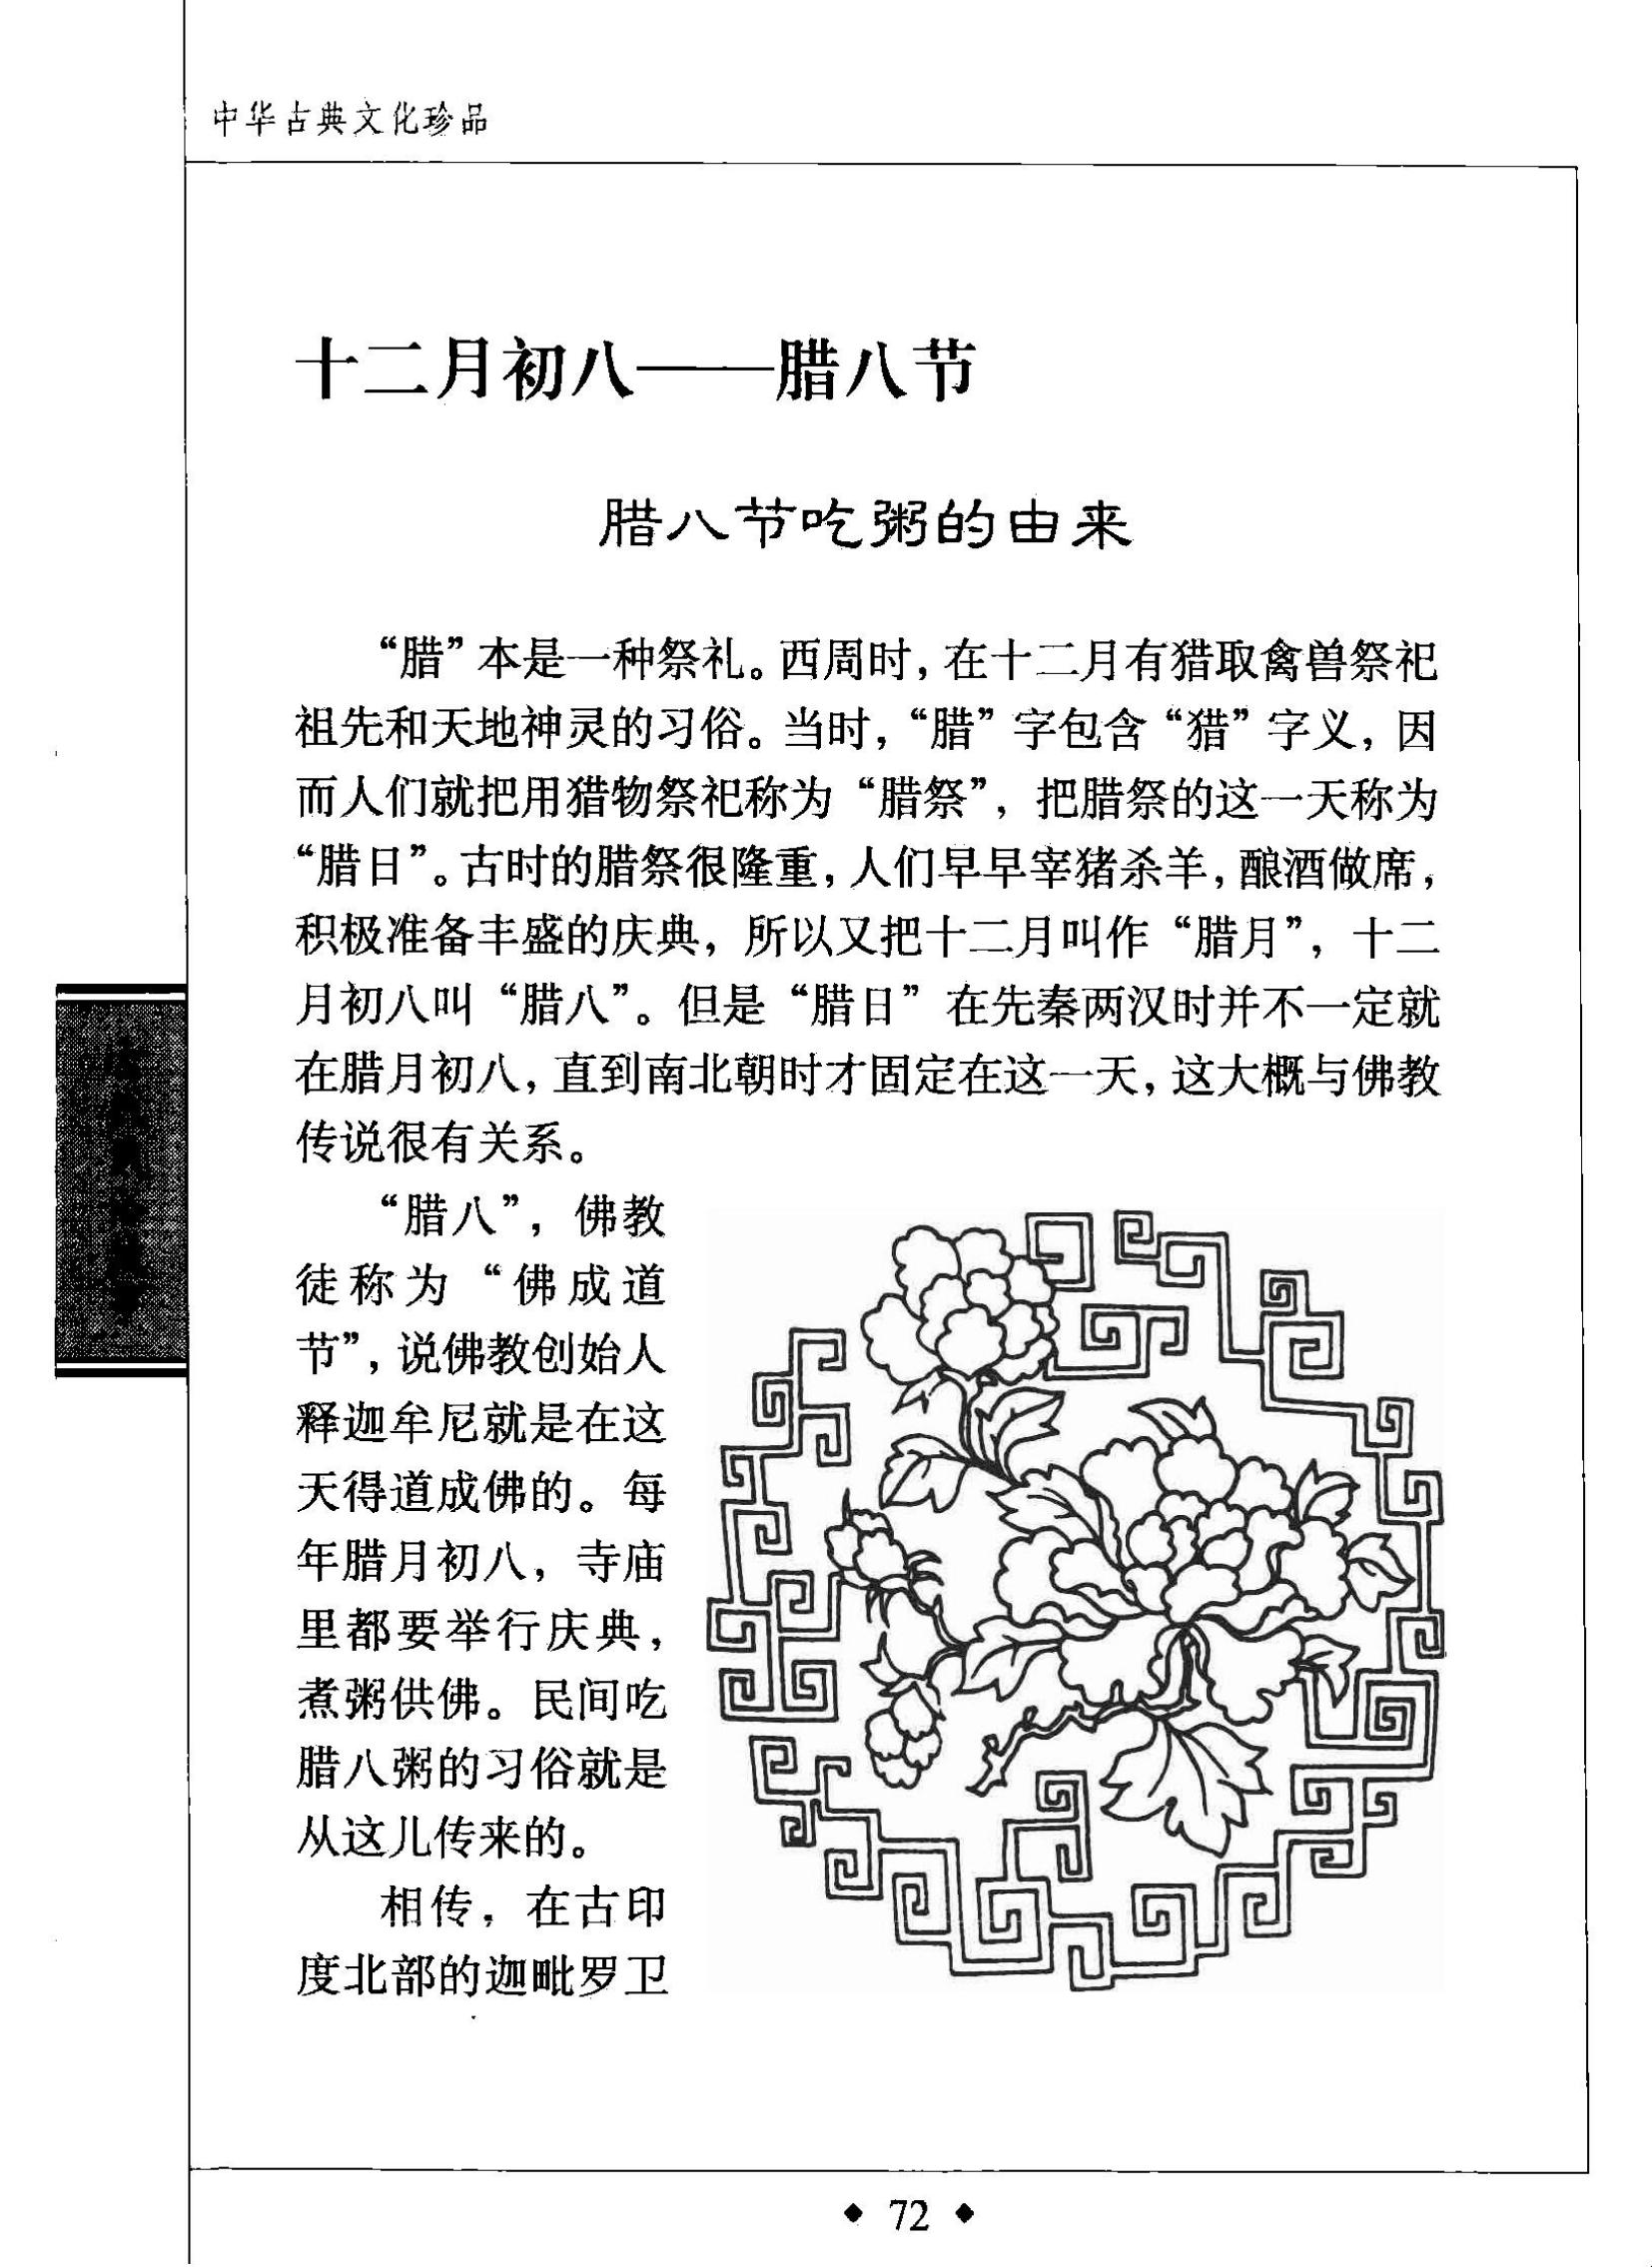 中华古典文化珍品
十二月初八——腊八节
腊八节吃粥的由来
“腊”本是一种祭礼。西周时，在十二月有猎取禽兽祭祀
祖先和天地神灵的习俗。当时，“腊”字包含“猎”字义，因
而人们就把用猎物祭祀称为“腊祭”，把腊祭的这一天称为
“腊日”。古时的腊祭很隆重，人们早早宰猪杀羊，酿酒做席，
积极准备丰盛的庆典，所以又把十二月叫作“腊月”，十二
月初八叫“腊八”。但是“腊日”在先秦两汉时并不一定就
在腊月初八，直到南北朝时才固定在这一天，这大概与佛教
传说很有关系。
“腊八”，佛教
徒称为“佛成道
节”，说佛教创始人
释迦牟尼就是在这
天得道成佛的。每
年腊月初八，寺庙
里都要举行庆典，
煮粥供佛。民间吃
腊八粥的习俗就是
从这儿传来的。
相传，在古印
度北部的迦毗罗卫
◆ 72 ◆